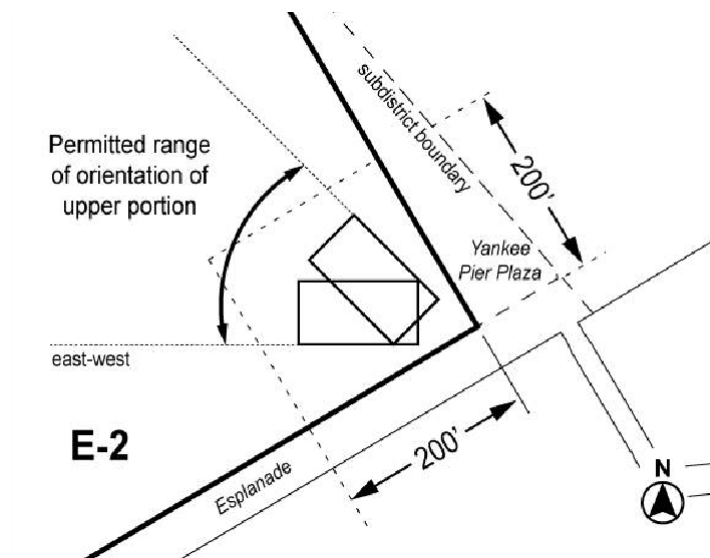 subdistrict boundary
Permitted range
of orientation of
upper portion
200'
Yankee
Pier Plaza
east-west
E-2
200'
Esplanade
N